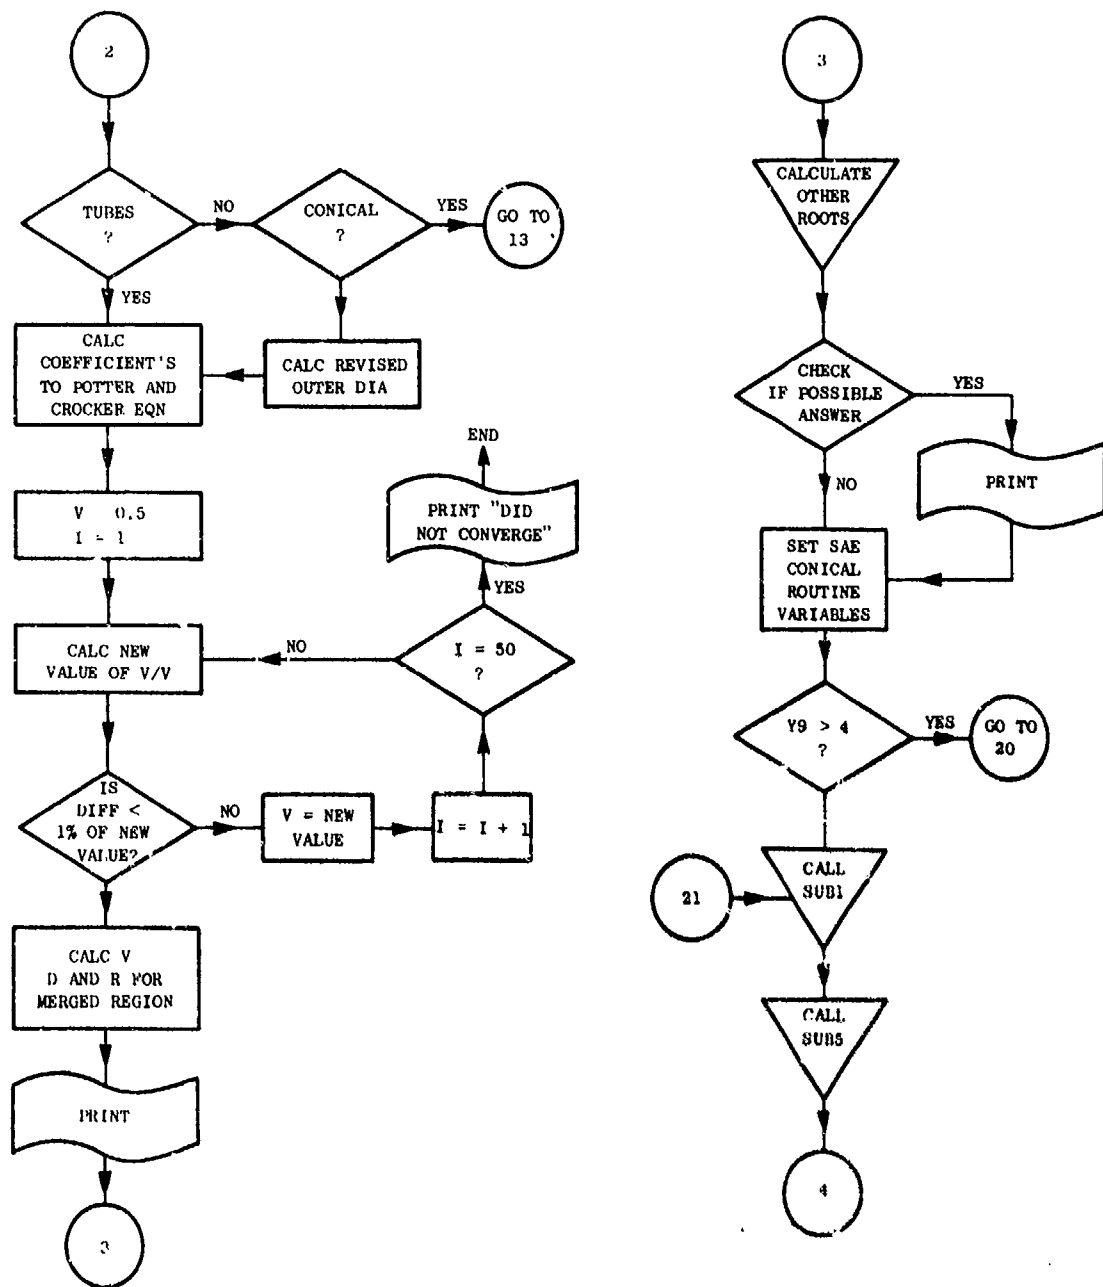 2
TUBES
?
NO
CONICAL
?
YES
GO TO
13
YES
CALC
COEFFICIENT'S
TO POTTER AND
CROCKER EQN
CALC REVISED
OUTER DIA
V 0.5
I = 1
END
PRINT "DID
NOT CONVERGE"
YES
CALC NEW
VALUE OF V/V
NO
I = 50
?
IS
DIFF <
1% OF NEW
VALUE?
NO
V = NEW
VALUE
I = I + 1
YES
CALC V
D AND R FOR
MERGED REGION
PRINT
3
3
CALCULATE
OTHER
ROOTS
CHECK
IF POSSIBLE
ANSWER
YES
PRINT
NO
SET SAE
CONICAL
ROUTINE
VARIABLES
Y9 > 4
?
YES
GO TO
20
21
CALL
SUB1
CALL
SUB5
4